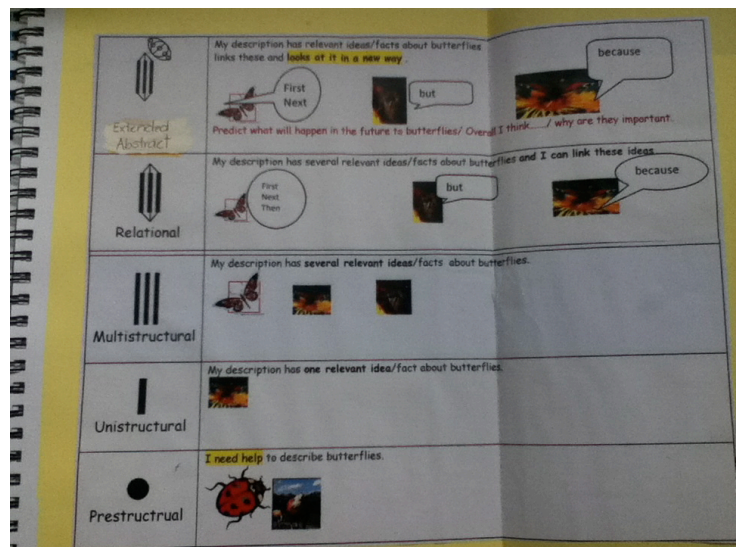 My description has relevant ideas/facts about butterflies
links these and looks at it in a new way .
First
Next
but
because
Predict what will happen in the future to butterflies/ Overall I think___/ why are they important.
Extended
Abstract
My description has several relevant ideas/facts about butterflies and I can link these ideas
First
Next
Then
but
because
Relational
My description has several relevant ideas/facts about butterflies.
Multistructural
My description has one relevant idea/fact about butterflies.
Unistructural
I need help to describe butterflies.
Prestructrual